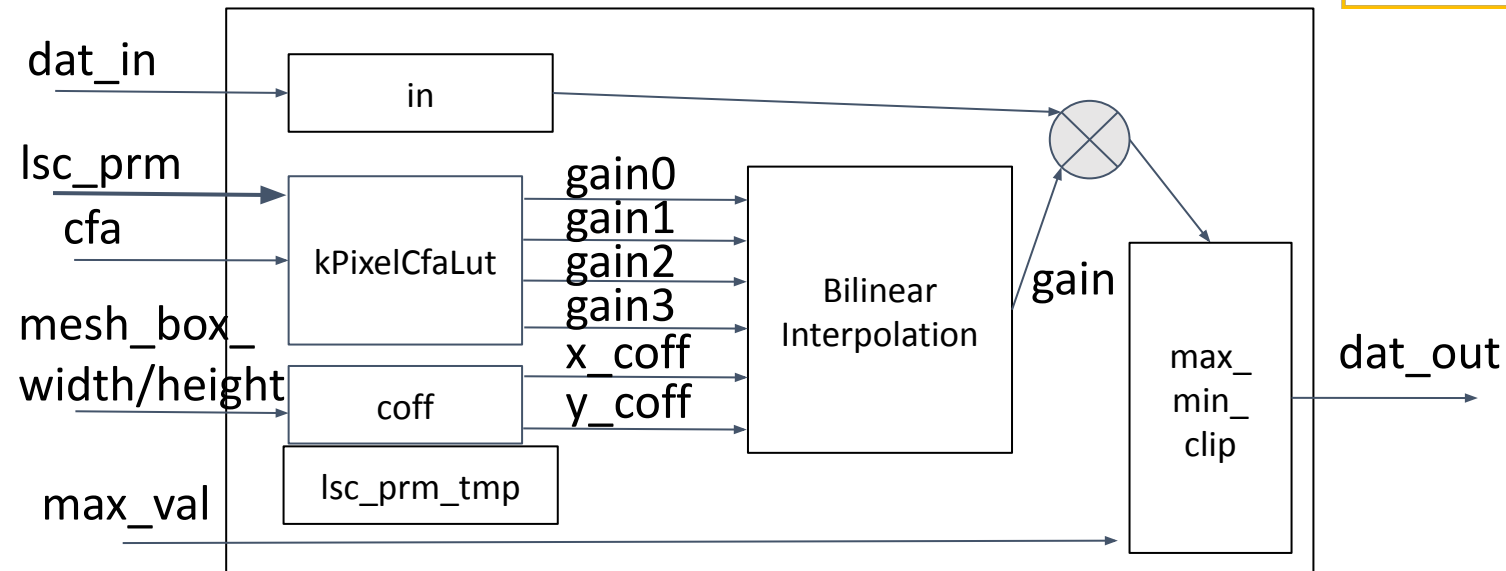 dat_in
in
lsc_prm
cfa
kPixelCfaLut
gain0
gain1
gain2
gain3
x_coff
y_coff
mesh_box_
width/height
coff
lsc_prm_tmp
max_val
Bilinear
Interpolation
gain
max_
min_
clip
dat_out